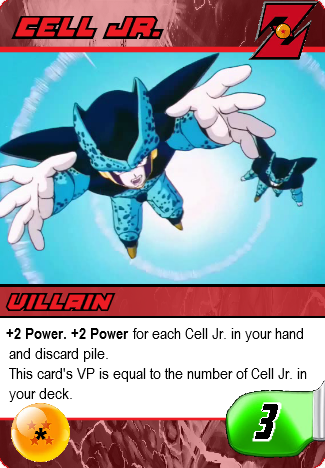 CELL JR.
Z
VILLAIN
+2 Power. +2 Power for each Cell Jr. in your hand
and discard pile.
This card's VP is equal to the number of Cell Jr. in
your deck.
*
3